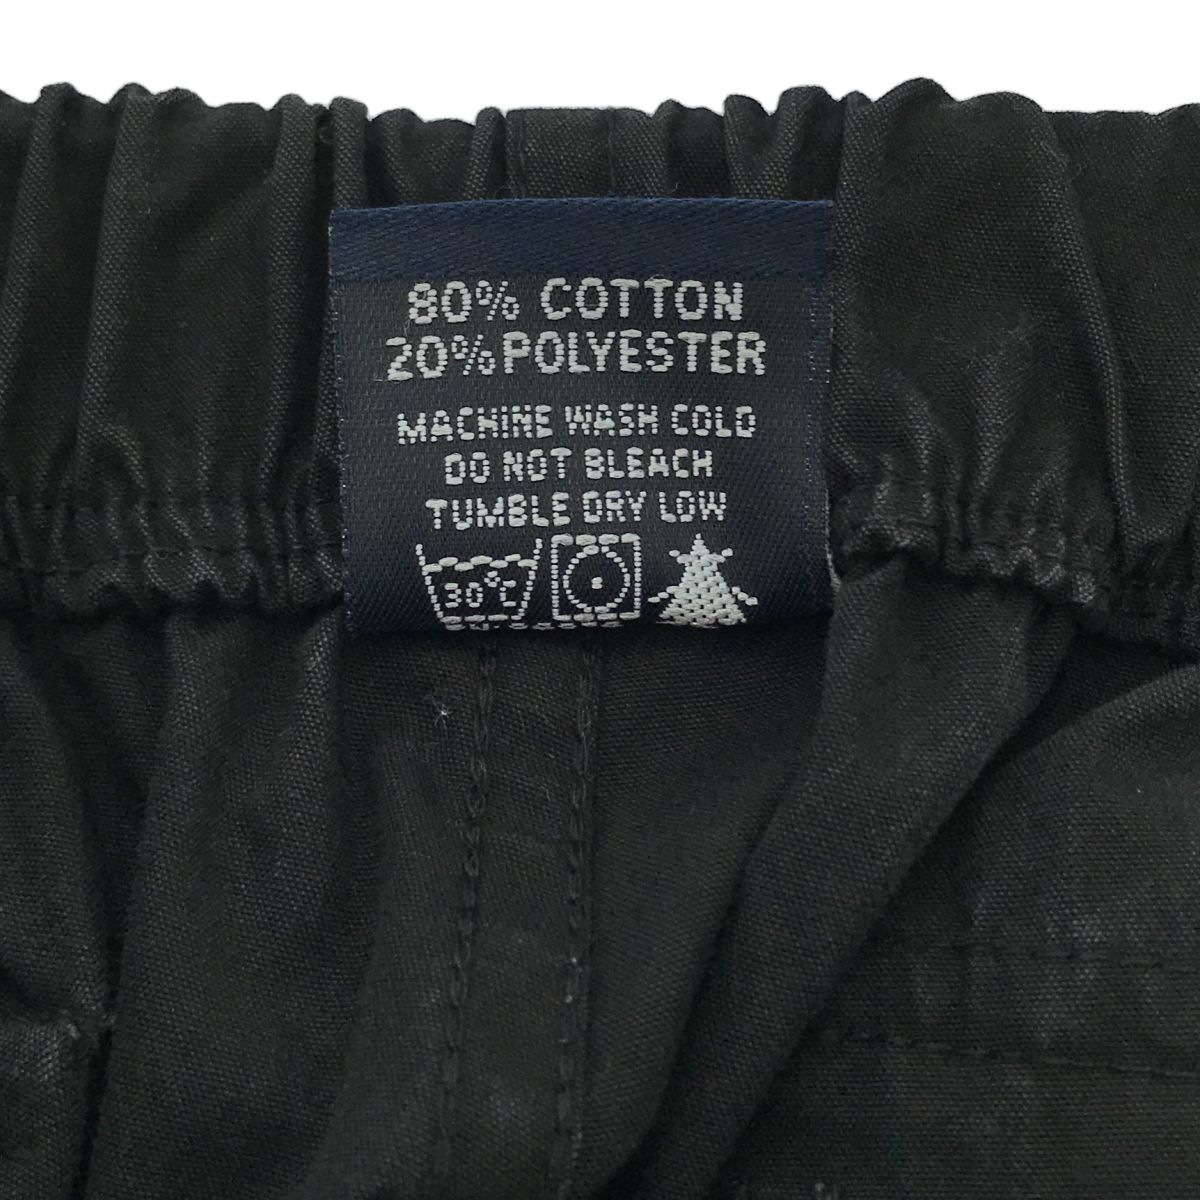 80% COTTON
20% POLYESTER
MACHINE WASH COLD
DO NOT BLEACH
TUMBLE DRY LOW
30°C